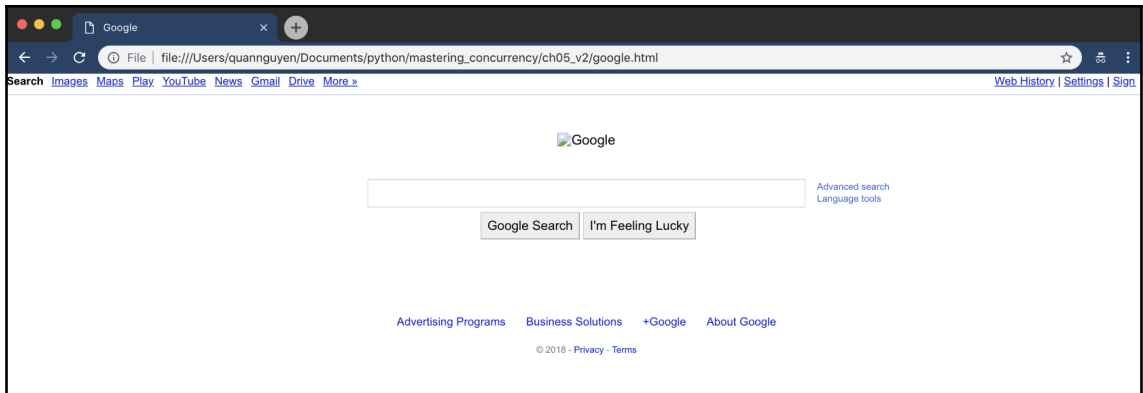 Google
File | file:///Users/quannguyen/Documents/python/mastering_concurrency/ch05_v2/google.html
Search Images Maps Play YouTube News Gmail Drive More » Web History | Settings | Sign
Google
Advanced search
Language tools
Google Search I'm Feeling Lucky
Advertising Programs Business Solutions +Google About Google
© 2018 - Privacy - Terms